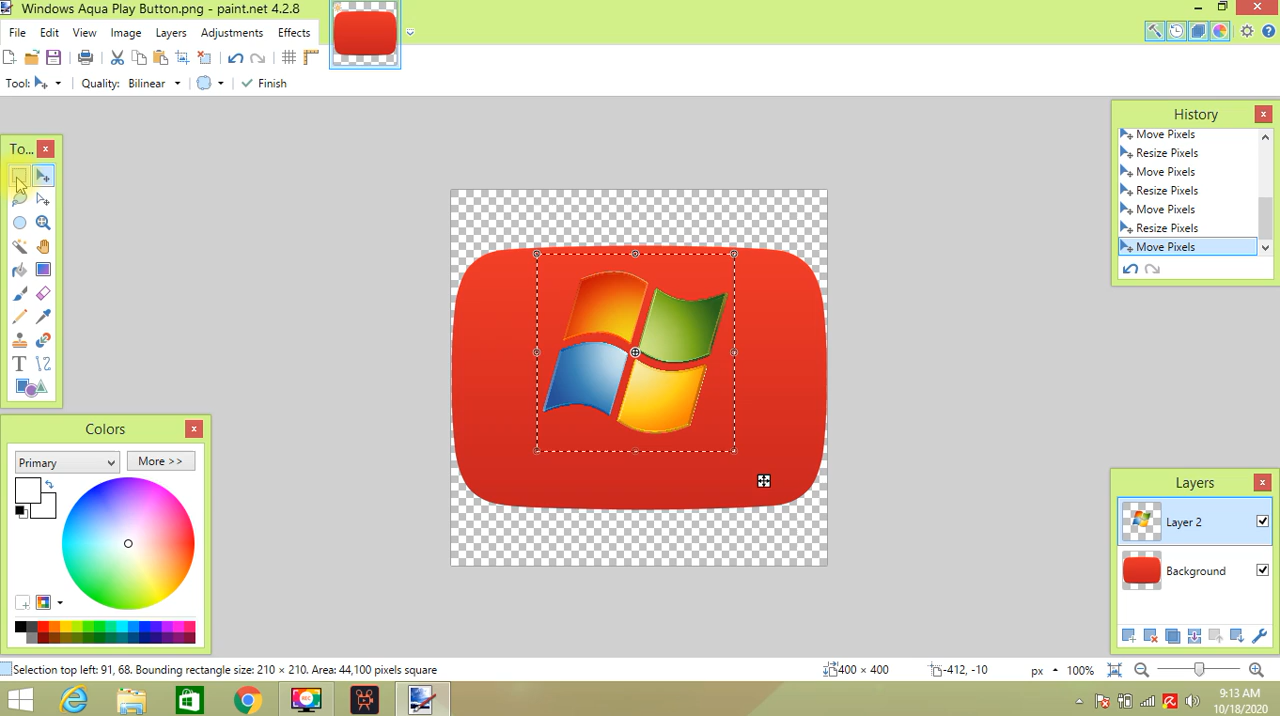 Windows Aqua Play Button.png - paint.net 4.2.8
File Edit View Image Layers Adjustments Effects
Tool: Quality: Bilinear Finish
To...
History
Move Pixels
Resize Pixels
Move Pixels
Resize Pixels
Move Pixels
Resize Pixels
Move Pixels
T
Colors
Primary
More >>
Layers
Layer 2
Background
Selection top left: 91, 68. Bounding rectangle size: 210 × 210. Area: 44,100 pixels square
400 × 400
-412, -10
px
100%
REC
9:13 AM
10/18/2020